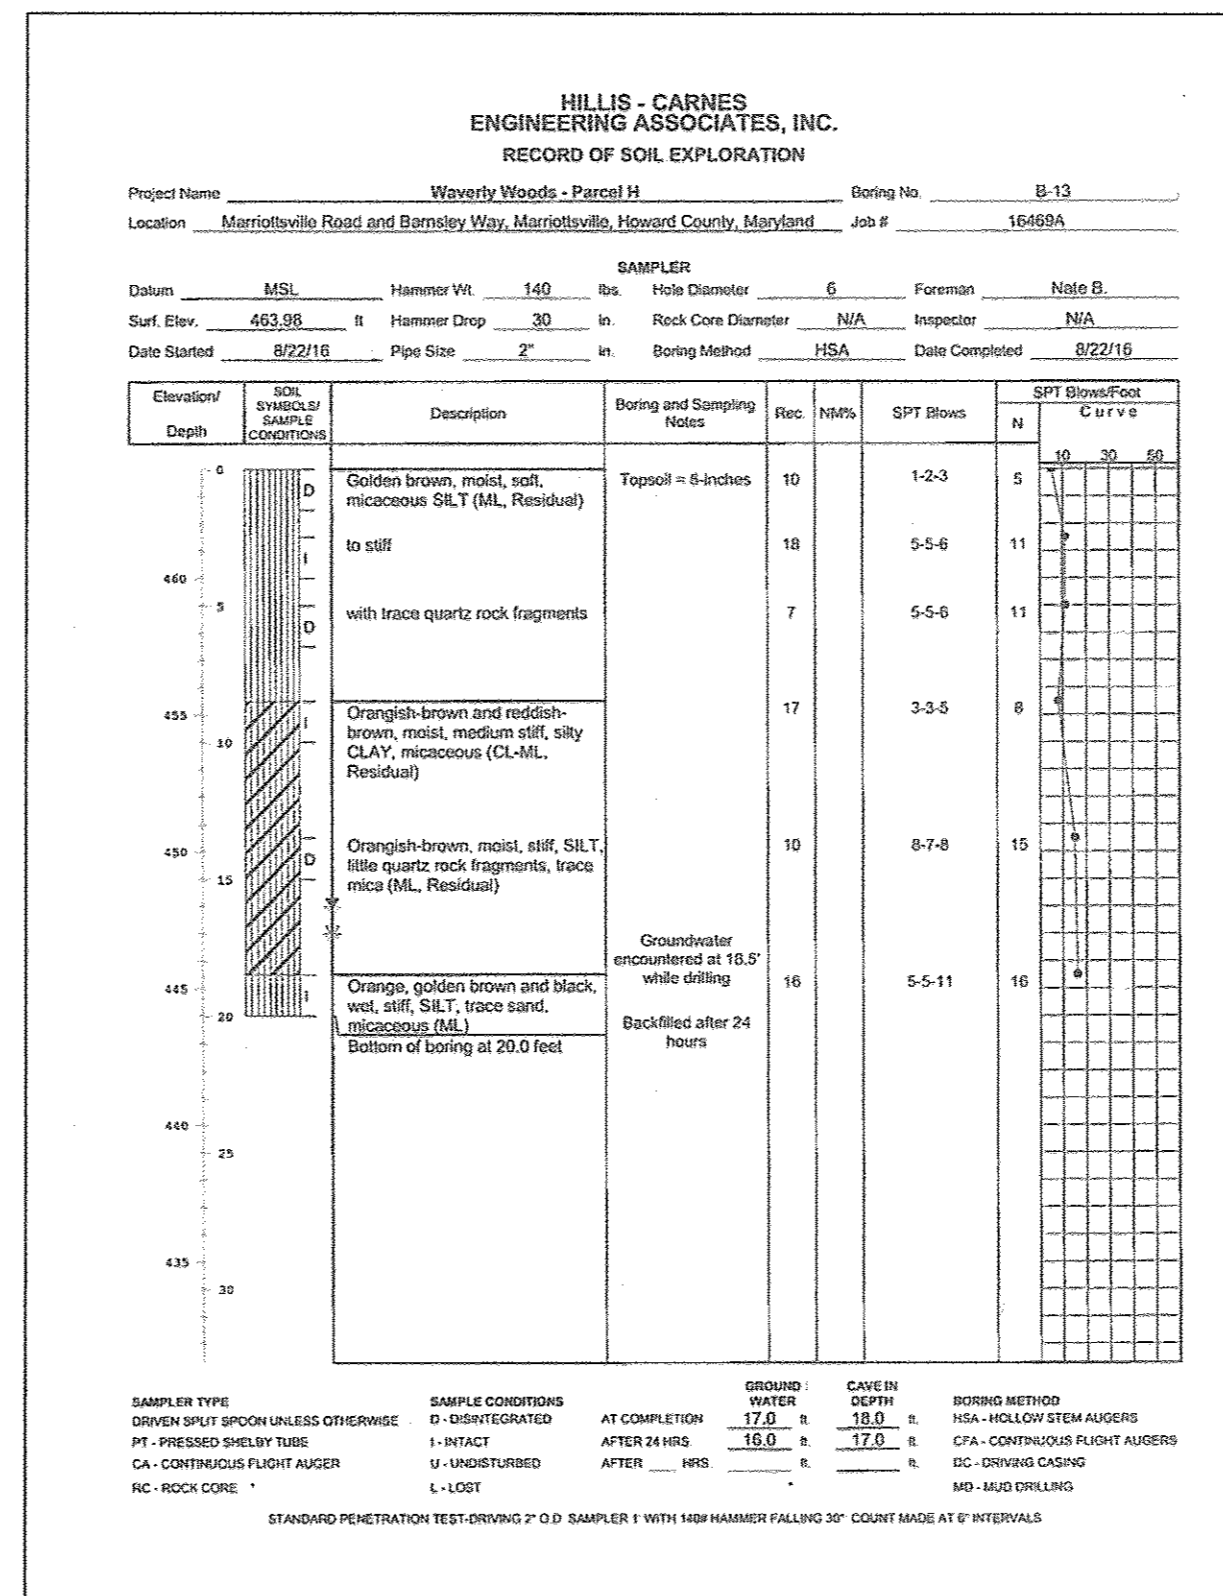 HILLIS - CARNES
ENGINEERING ASSOCIATES, INC.
RECORD OF SOIL EXPLORATION
Project Name Waverly Woods - Parcel H Boring No. B-13
Location Marriottsville Road and Barnsley Way, Marriottsville, Howard County, Maryland Job # 16469A
SAMPLER
Datum MSL Hammer Wt. 140 lbs. Hole Diameter 6 Foreman Nate B.
Surf. Elev. 463.98 ft Hammer Drop 30 in. Rock Core Diameter N/A Inspector N/A
Date Started 8/22/16 Pipe Size 2" in. Boring Method HSA Date Completed 8/22/16
Elevation/ Depth
SOIL SYMBOLS/ SAMPLE CONDITIONS
Description
Boring and Sampling Notes
Rec. NM% SPT Blows
SPT Blows/Foot
N Curve
10 30 50
0 D Golden brown, moist, soft, Topsoil = 6-inches 10 1-2-3 5
micaceous SILT (ML, Residual)
I to stiff 18 5-5-6 11
460
5 D with trace quartz rock fragments 7 5-5-6 11
455 I Orangish-brown and reddish- 17 3-3-5 8
10 brown, moist, medium stiff, silty
CLAY, micaceous (CL-ML,
Residual)
450 D Orangish-brown, moist, stiff, SILT, 10 8-7-8 15
little quartz rock fragments, trace
15 mica (ML, Residual)
Groundwater
encountered at 18.5'
while drilling
445 I Orange, golden brown and black, 16 5-5-11 16
20 wet, stiff, SILT, trace sand,
micaceous (ML)
Backfilled after 24
hours
Bottom of boring at 20.0 feet
440
25
435
30
GROUND WATER CAVE IN DEPTH
SAMPLER TYPE SAMPLE CONDITIONS BORING METHOD
DRIVEN SPLIT SPOON UNLESS OTHERWISE D - DISINTEGRATED AT COMPLETION 17.0 ft. 18.0 ft. HSA - HOLLOW STEM AUGERS
PT - PRESSED SHELBY TUBE I - INTACT AFTER 24 HRS. 16.0 ft. 17.0 ft. CFA - CONTINUOUS FLIGHT AUGERS
CA - CONTINUOUS FLIGHT AUGER U - UNDISTURBED AFTER ___ HRS. ___ ft. ___ ft. DC - DRIVING CASING
RC - ROCK CORE L - LOST MD - MUD DRILLING
STANDARD PENETRATION TEST-DRIVING 2" O.D. SAMPLER 1' WITH 140# HAMMER FALLING 30" COUNT MADE AT 6" INTERVALS